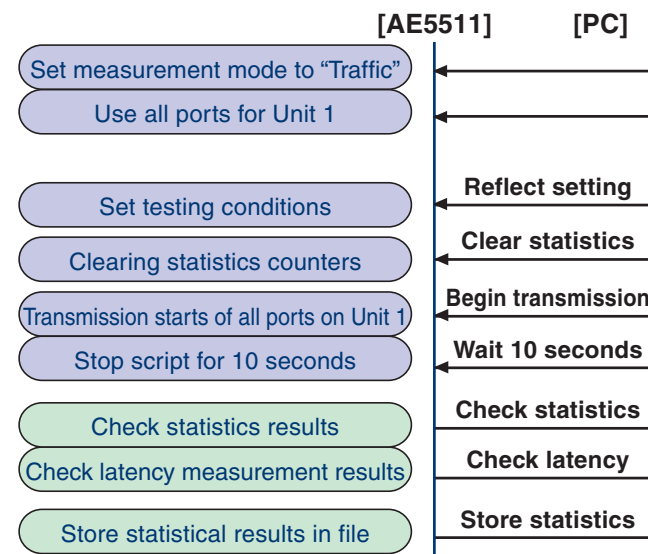 [AE5511] [PC]
Set measurement mode to “Traffic”
Use all ports for Unit 1
Set testing conditions Reflect setting
Clearing statistics counters Clear statistics
Transmission starts of all ports on Unit 1 Begin transmission
Stop script for 10 seconds Wait 10 seconds
Check statistics results Check statistics
Check latency measurement results Check latency
Store statistical results in file Store statistics